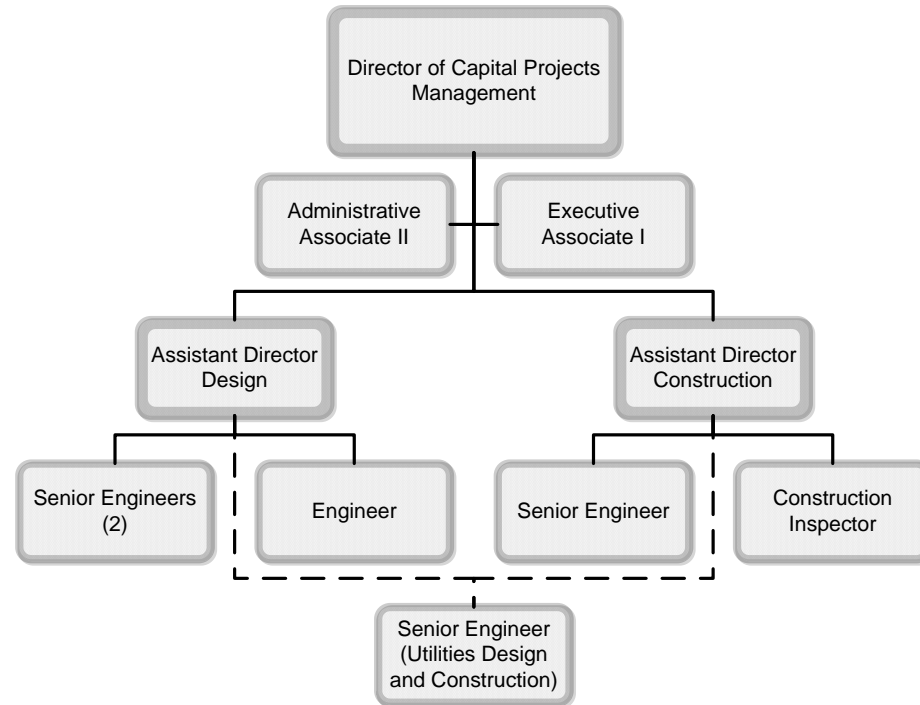 Director of Capital Projects
Management
Administrative
Associate II
Executive
Associate I
Assistant Director
Design
Assistant Director
Construction
Senior Engineers
(2)
Engineer
Senior Engineer
Construction
Inspector
Senior Engineer
(Utilities Design
and Construction)